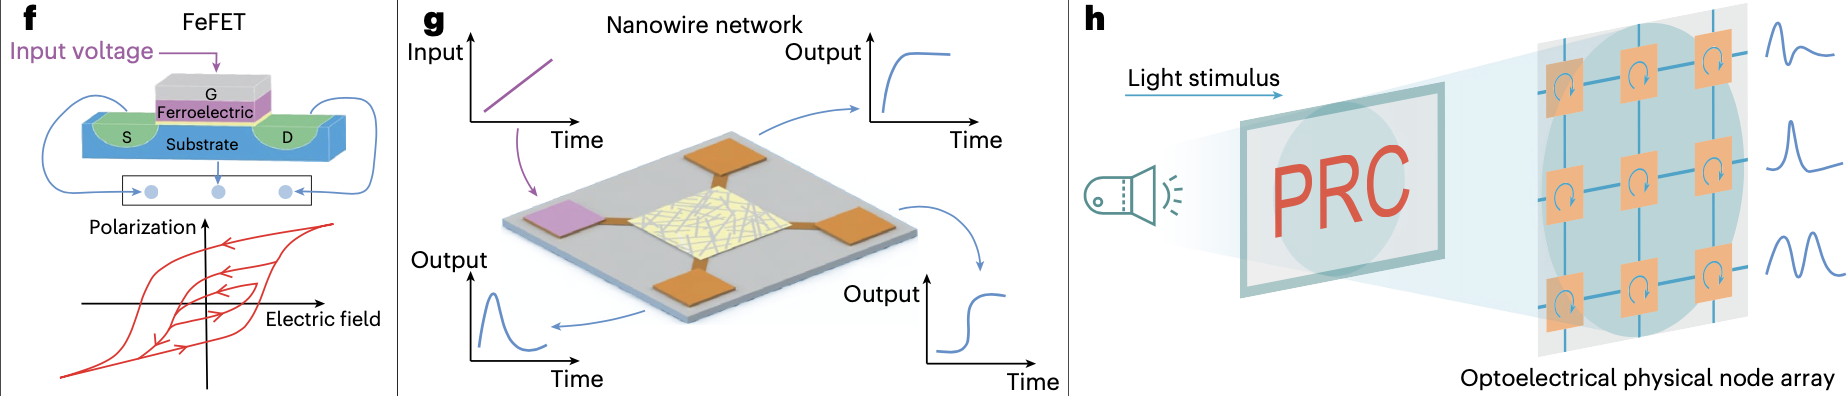 f
FeFET
Input voltage
G
Ferroelectric
S
D
Substrate
Polarization
Electric field
g
Nanowire network
Input
Time
Output
Time
Output
Time
Output
Time
h
Light stimulus
PRC
Optoelectrical physical node array